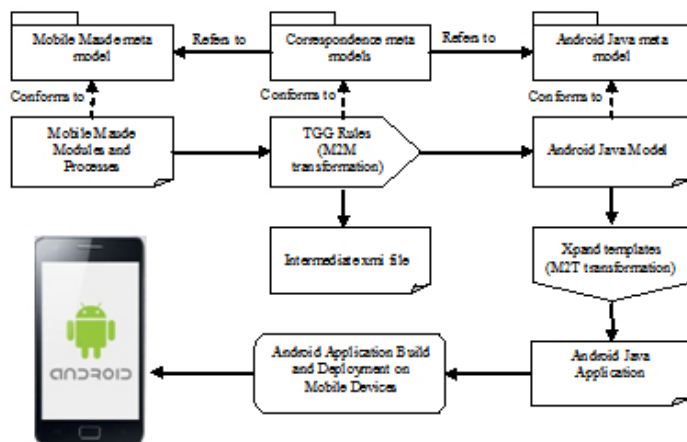 Mobile Maude meta
model
Refers to
Correspondence meta
models
Refers to
Android Java meta
model
Conforms to
Conforms to
Conforms to
Mobile Maude
Modules and
Processes
TGG Rules
(M2M
transformation)
Android Java Model
Intermediate xmi file
Xpand templates
(M2T transformation)
ANDROID
Android Application Build
and Deployment on
Mobile Devices
Android Java
Application